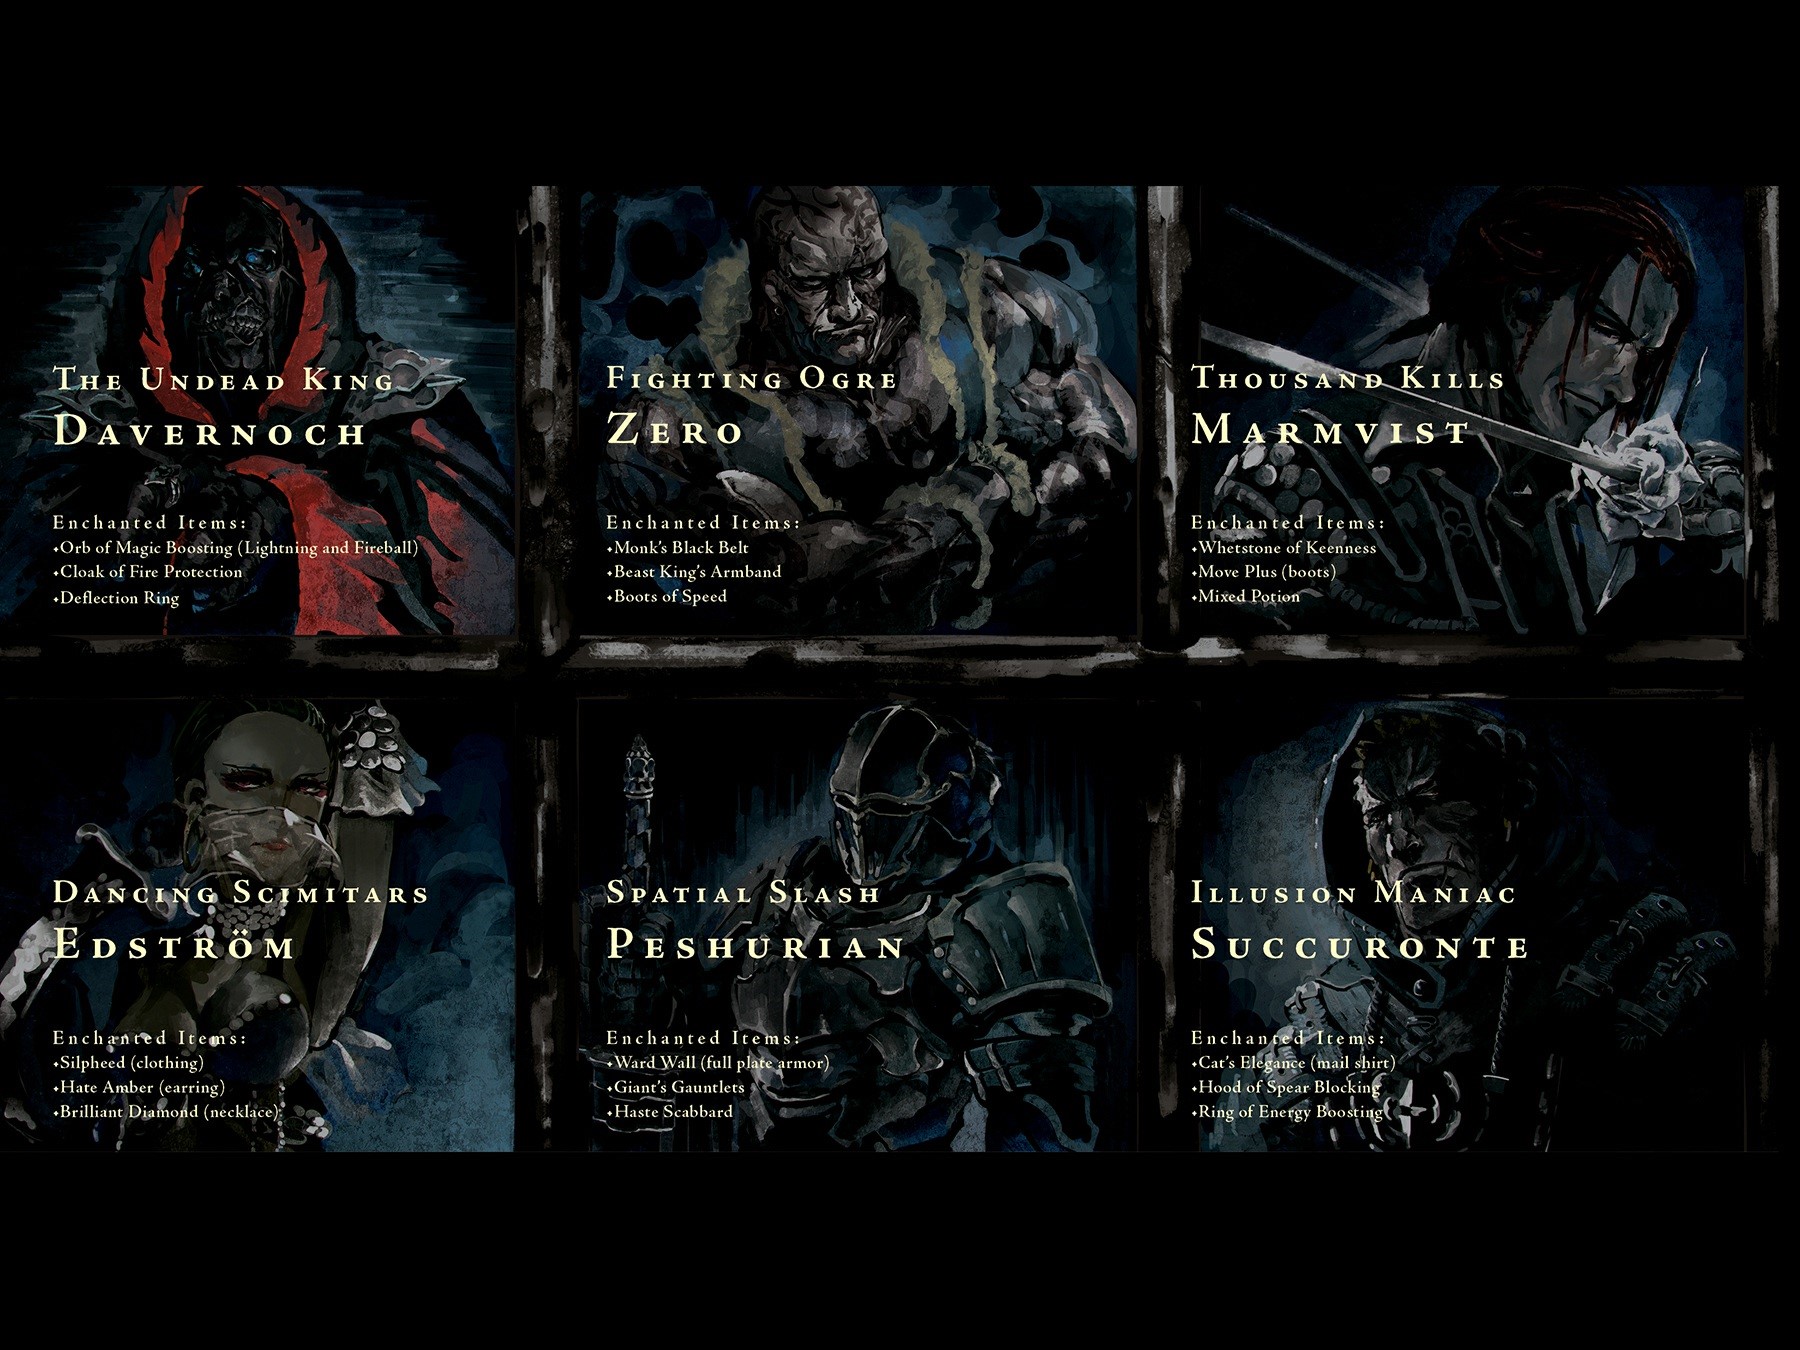 The Undead King
Davernoch
Enchanted Items:
•Orb of Magic Boosting (Lightning and Fireball)
•Cloak of Fire Protection
•Deflection Ring
Fighting Ogre
Zero
Enchanted Items:
•Monk's Black Belt
•Beast King's Armband
•Boots of Speed
Thousand Kills
Marmvist
Enchanted Items:
•Whetstone of Keenness
•Move Plus (boots)
•Mixed Potion
Dancing Scimitars
Edström
Enchanted Items:
•Silpheed (clothing)
•Hate Amber (earring)
•Brilliant Diamond (necklace)
Spatial Slash
Peshurian
Enchanted Items:
•Ward Wall (full plate armor)
•Giant's Gauntlets
•Haste Scabbard
Illusion Maniac
Succuronte
Enchanted Items:
•Cat's Elegance (mail shirt)
•Hood of Spear Blocking
•Ring of Energy Boosting